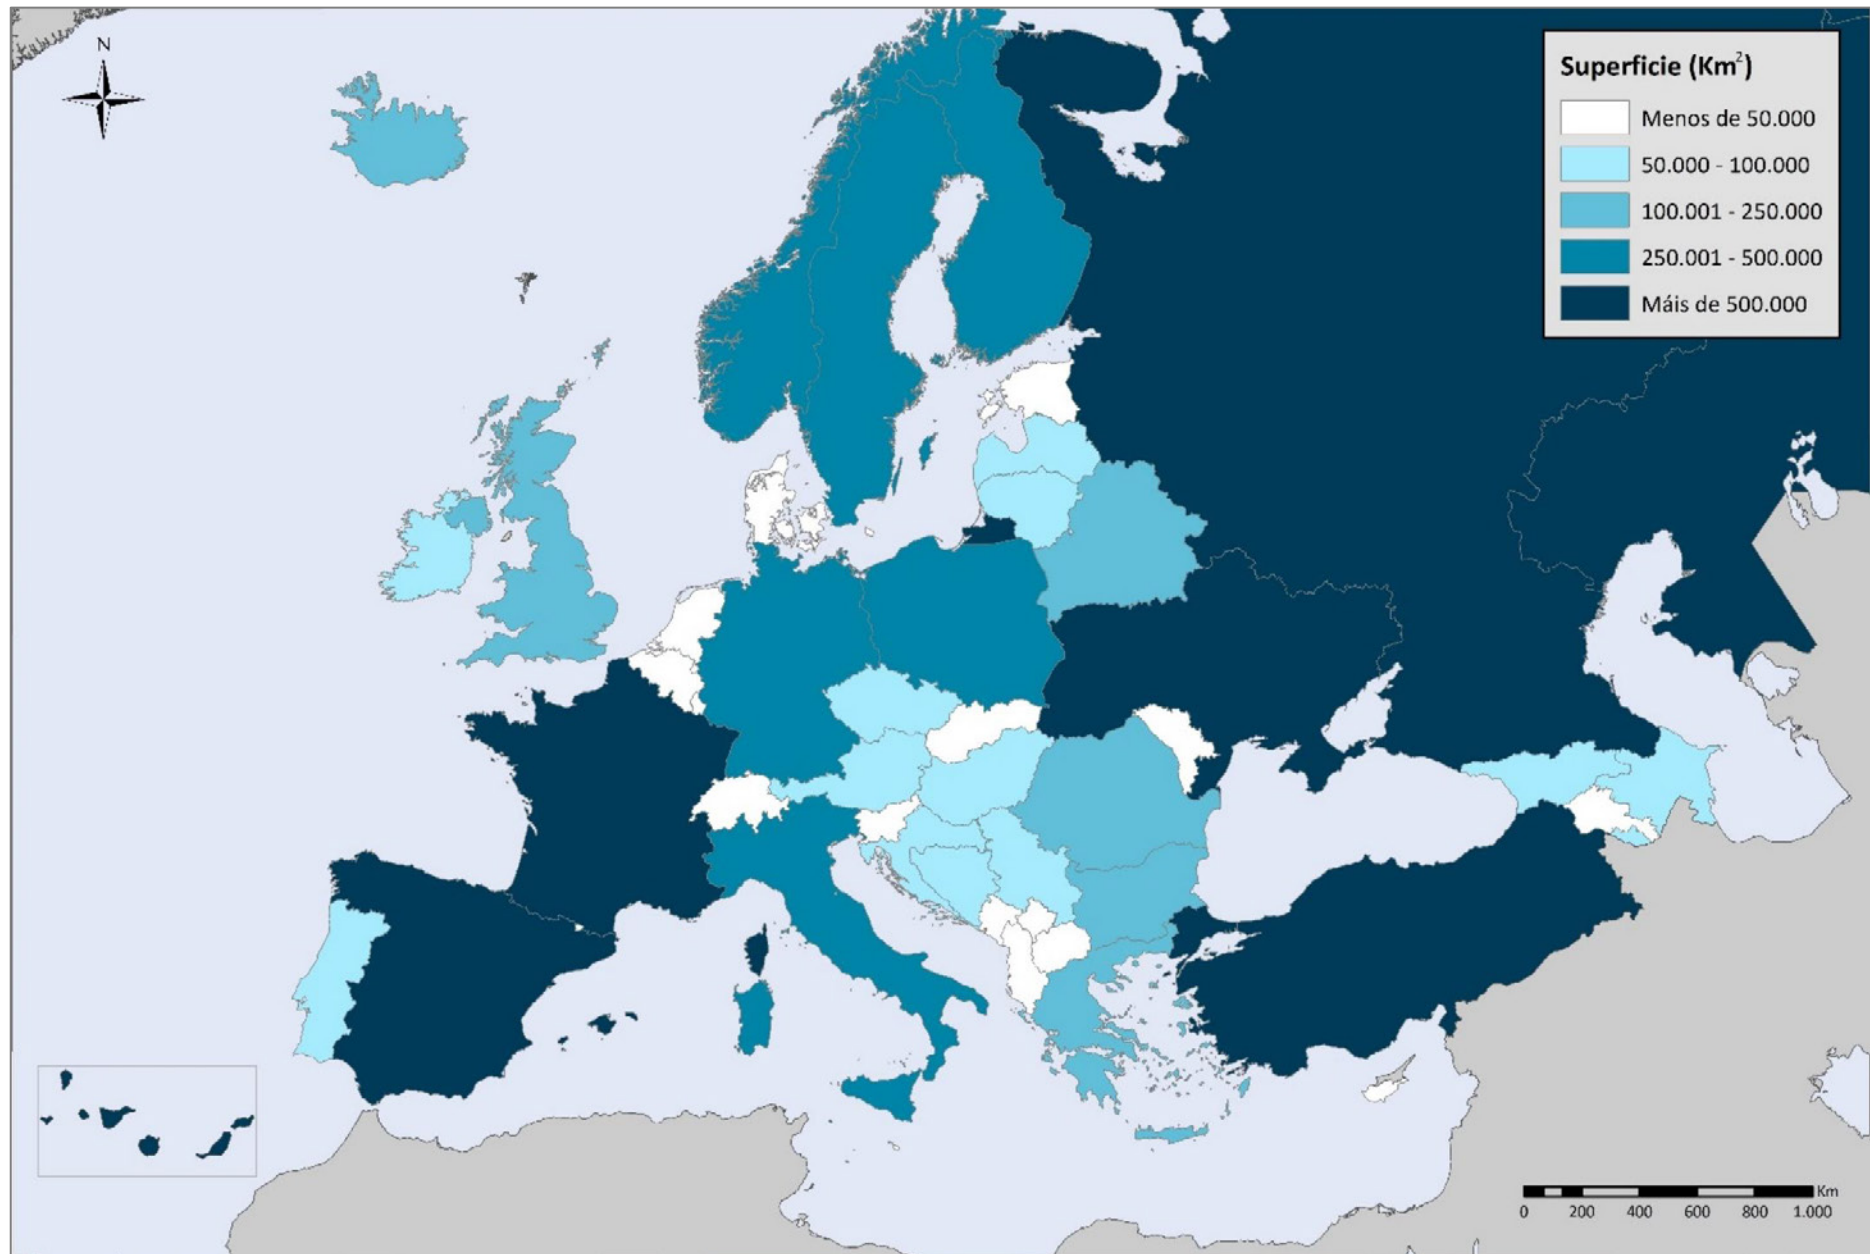 N
Superficie (Km²)
Menos de 50.000
50.000 - 100.000
100.001 - 250.000
250.001 - 500.000
Máis de 500.000
Km
0 200 400 600 800 1.000